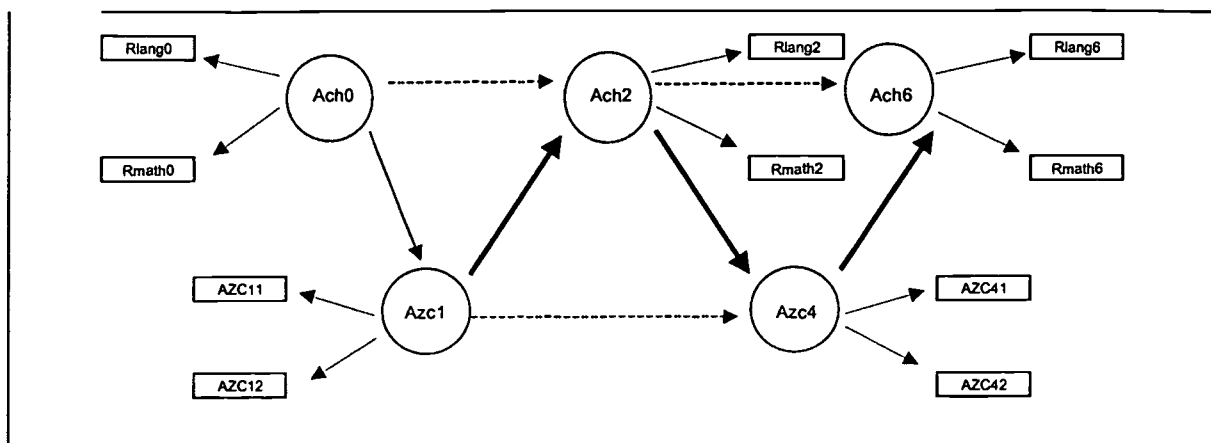 Rlang0
Ach0
Rmath0
Ach2
Rlang2
Rmath2
Ach6
Rlang6
Rmath6
AZC11
Azc1
AZC12
Azc4
AZC41
AZC42